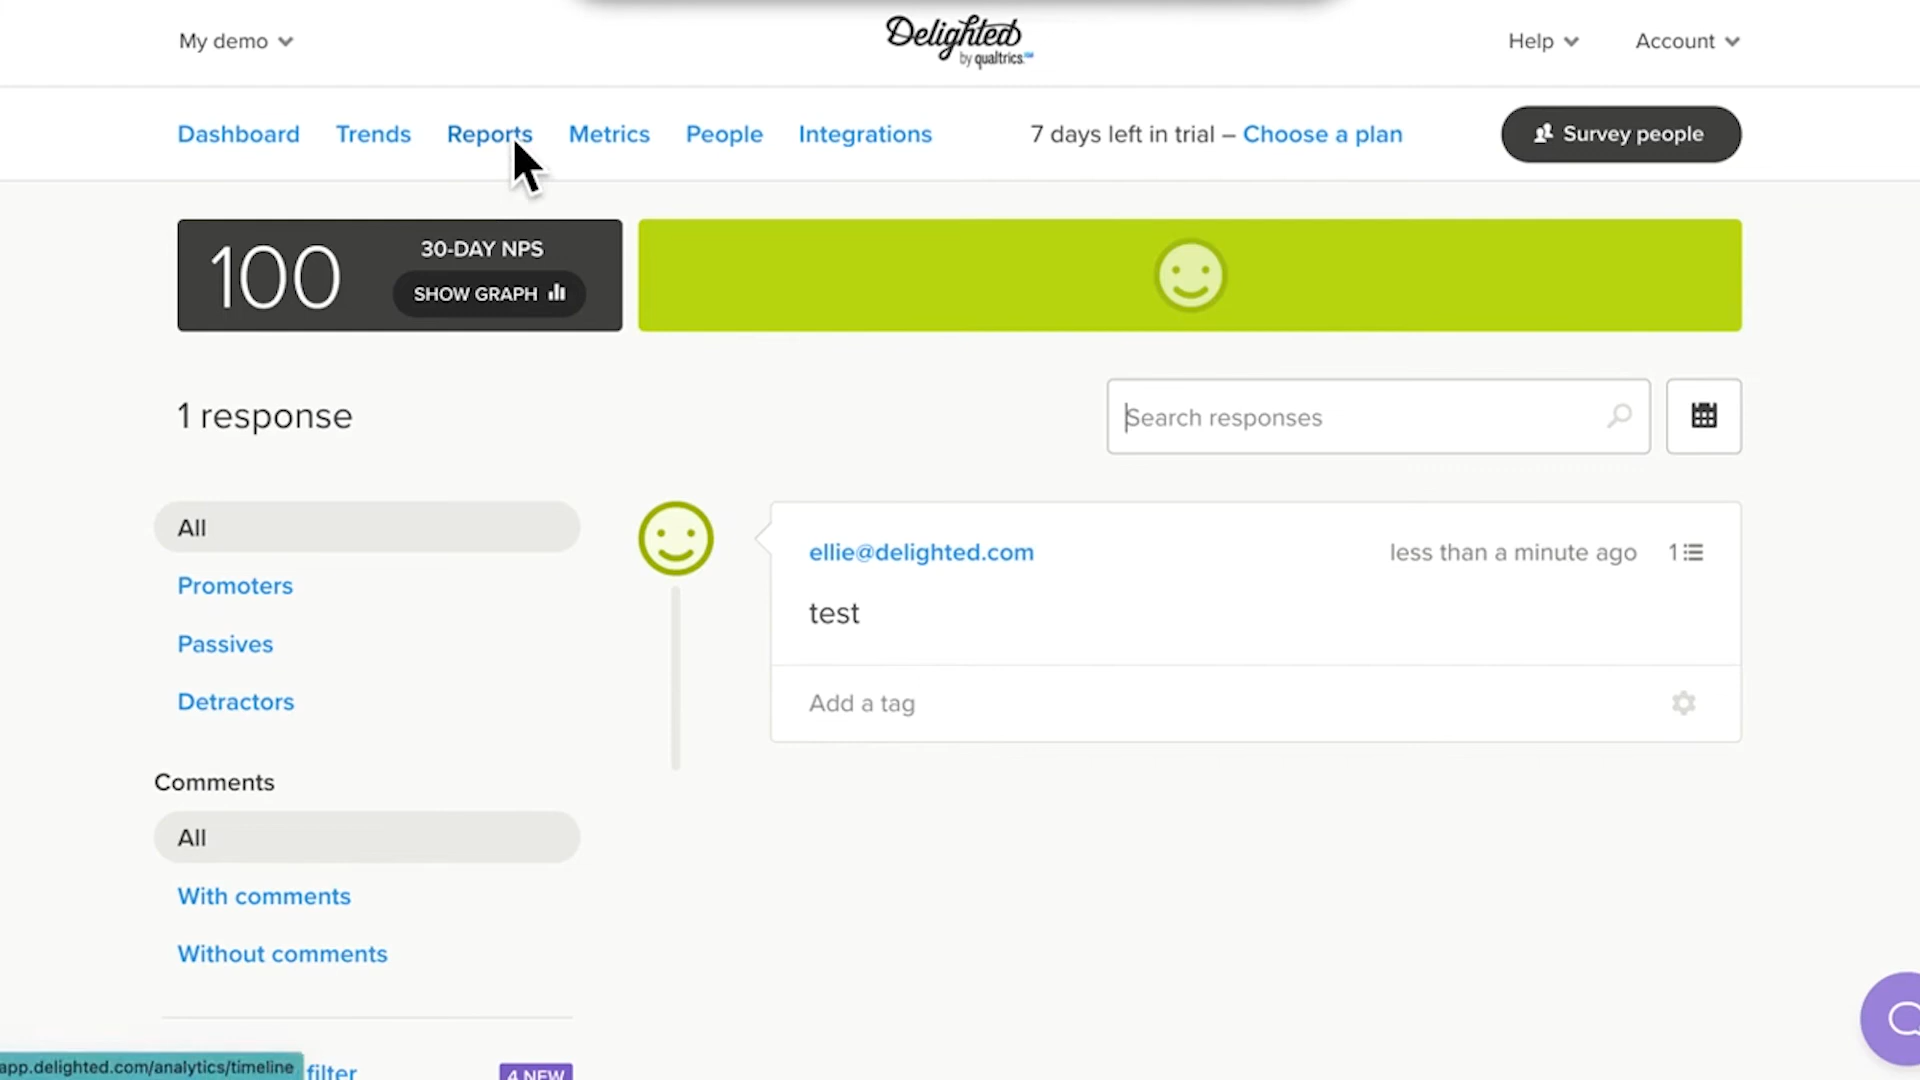 My demo
Delighted
by qualtrics
Help
Account
Dashboard
Trends
Reports
Metrics
People
Integrations
7 days left in trial – Choose a plan
Survey people
100
30-DAY NPS
SHOW GRAPH
1 response
Search responses
All
Promoters
Passives
Detractors
Comments
All
With comments
Without comments
ellie@delighted.com
less than a minute ago
1
test
Add a tag
app.delighted.com/analytics/timeline
filter
4 NEW